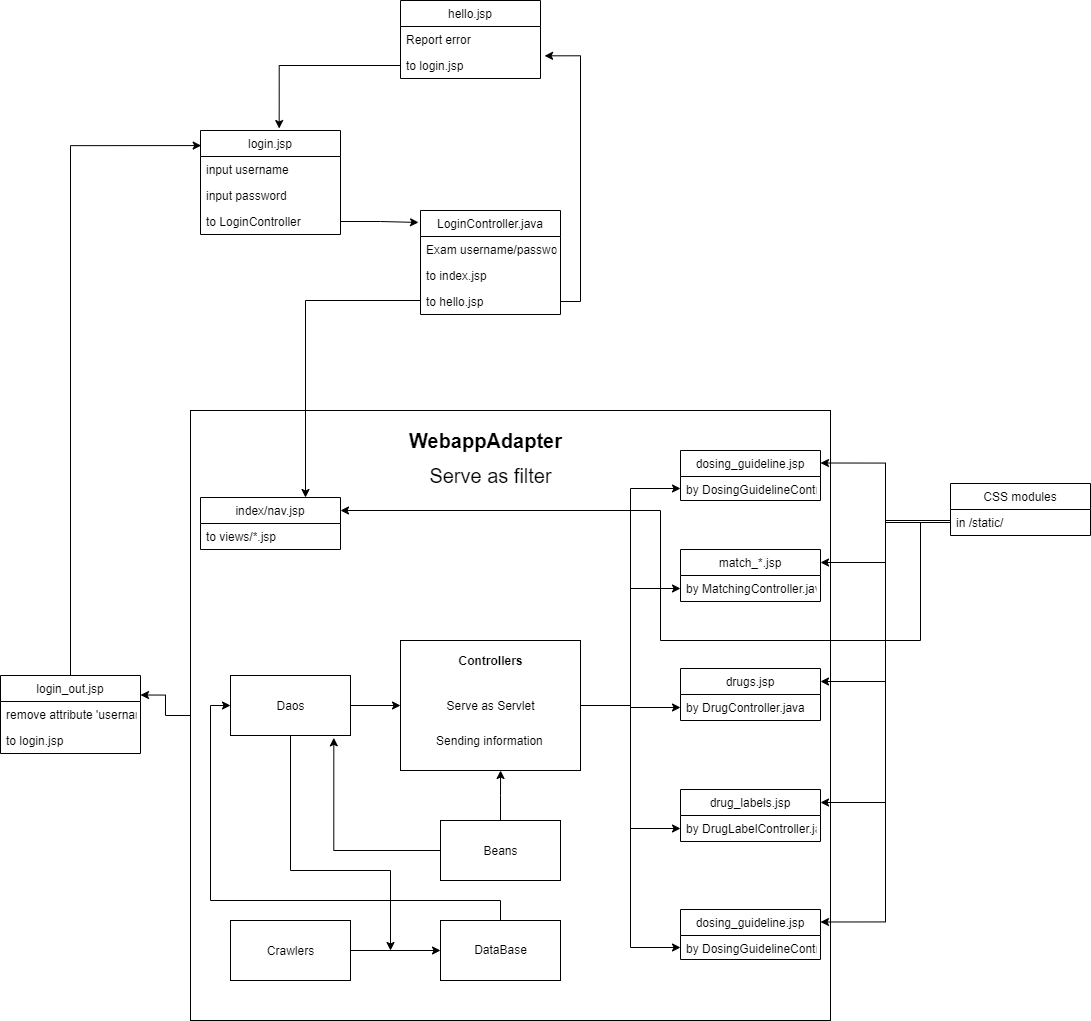 hello.jsp
Report error
to login.jsp
login.jsp
input username
input password
to LoginController
LoginController.java
Exam username/passwo
to index.jsp
to hello.jsp
WebappAdapter
Serve as filter
index/nav.jsp
to views/*.jsp
dosing_guideline.jsp
by DosingGuidelineCont
CSS modules
in /static/
match_*.jsp
by MatchingController.jav
Controllers
Serve as Servlet
Sending information
Daos
login_out.jsp
remove attribute 'userna
to login.jsp
drugs.jsp
by DrugController.java
drug_labels.jsp
by DrugLabelController.j
Beans
dosing_guideline.jsp
by DosingGuidelineCont
Crawlers
DataBase